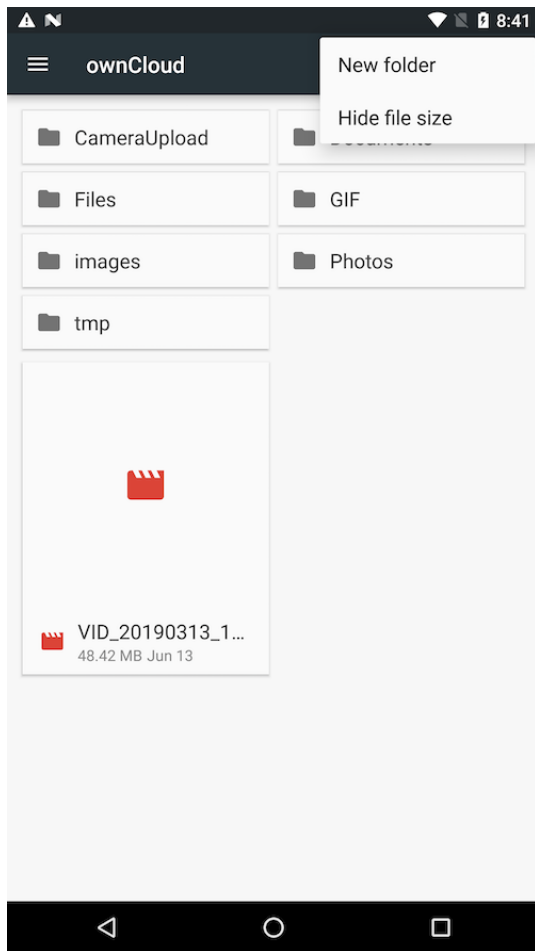 8:41
ownCloud
New folder
Hide file size
CameraUpload
Files
GIF
images
Photos
tmp
VID_20190313_1...
48.42 MB Jun 13